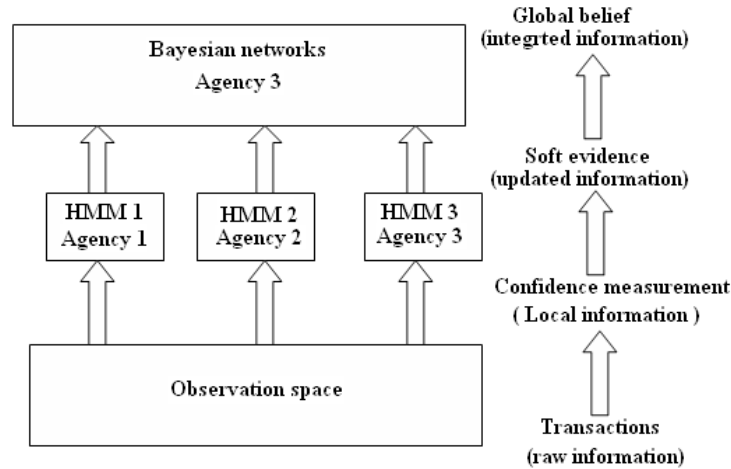 Bayesian networks
Agency 3
HMM 1
Agency 1
HMM 2
Agency 2
HMM 3
Agency 3
Observation space
Global belief
(integrted information)
Soft evidence
(updated information)
Confidence measurement
( Local information )
Transactions
(raw information)